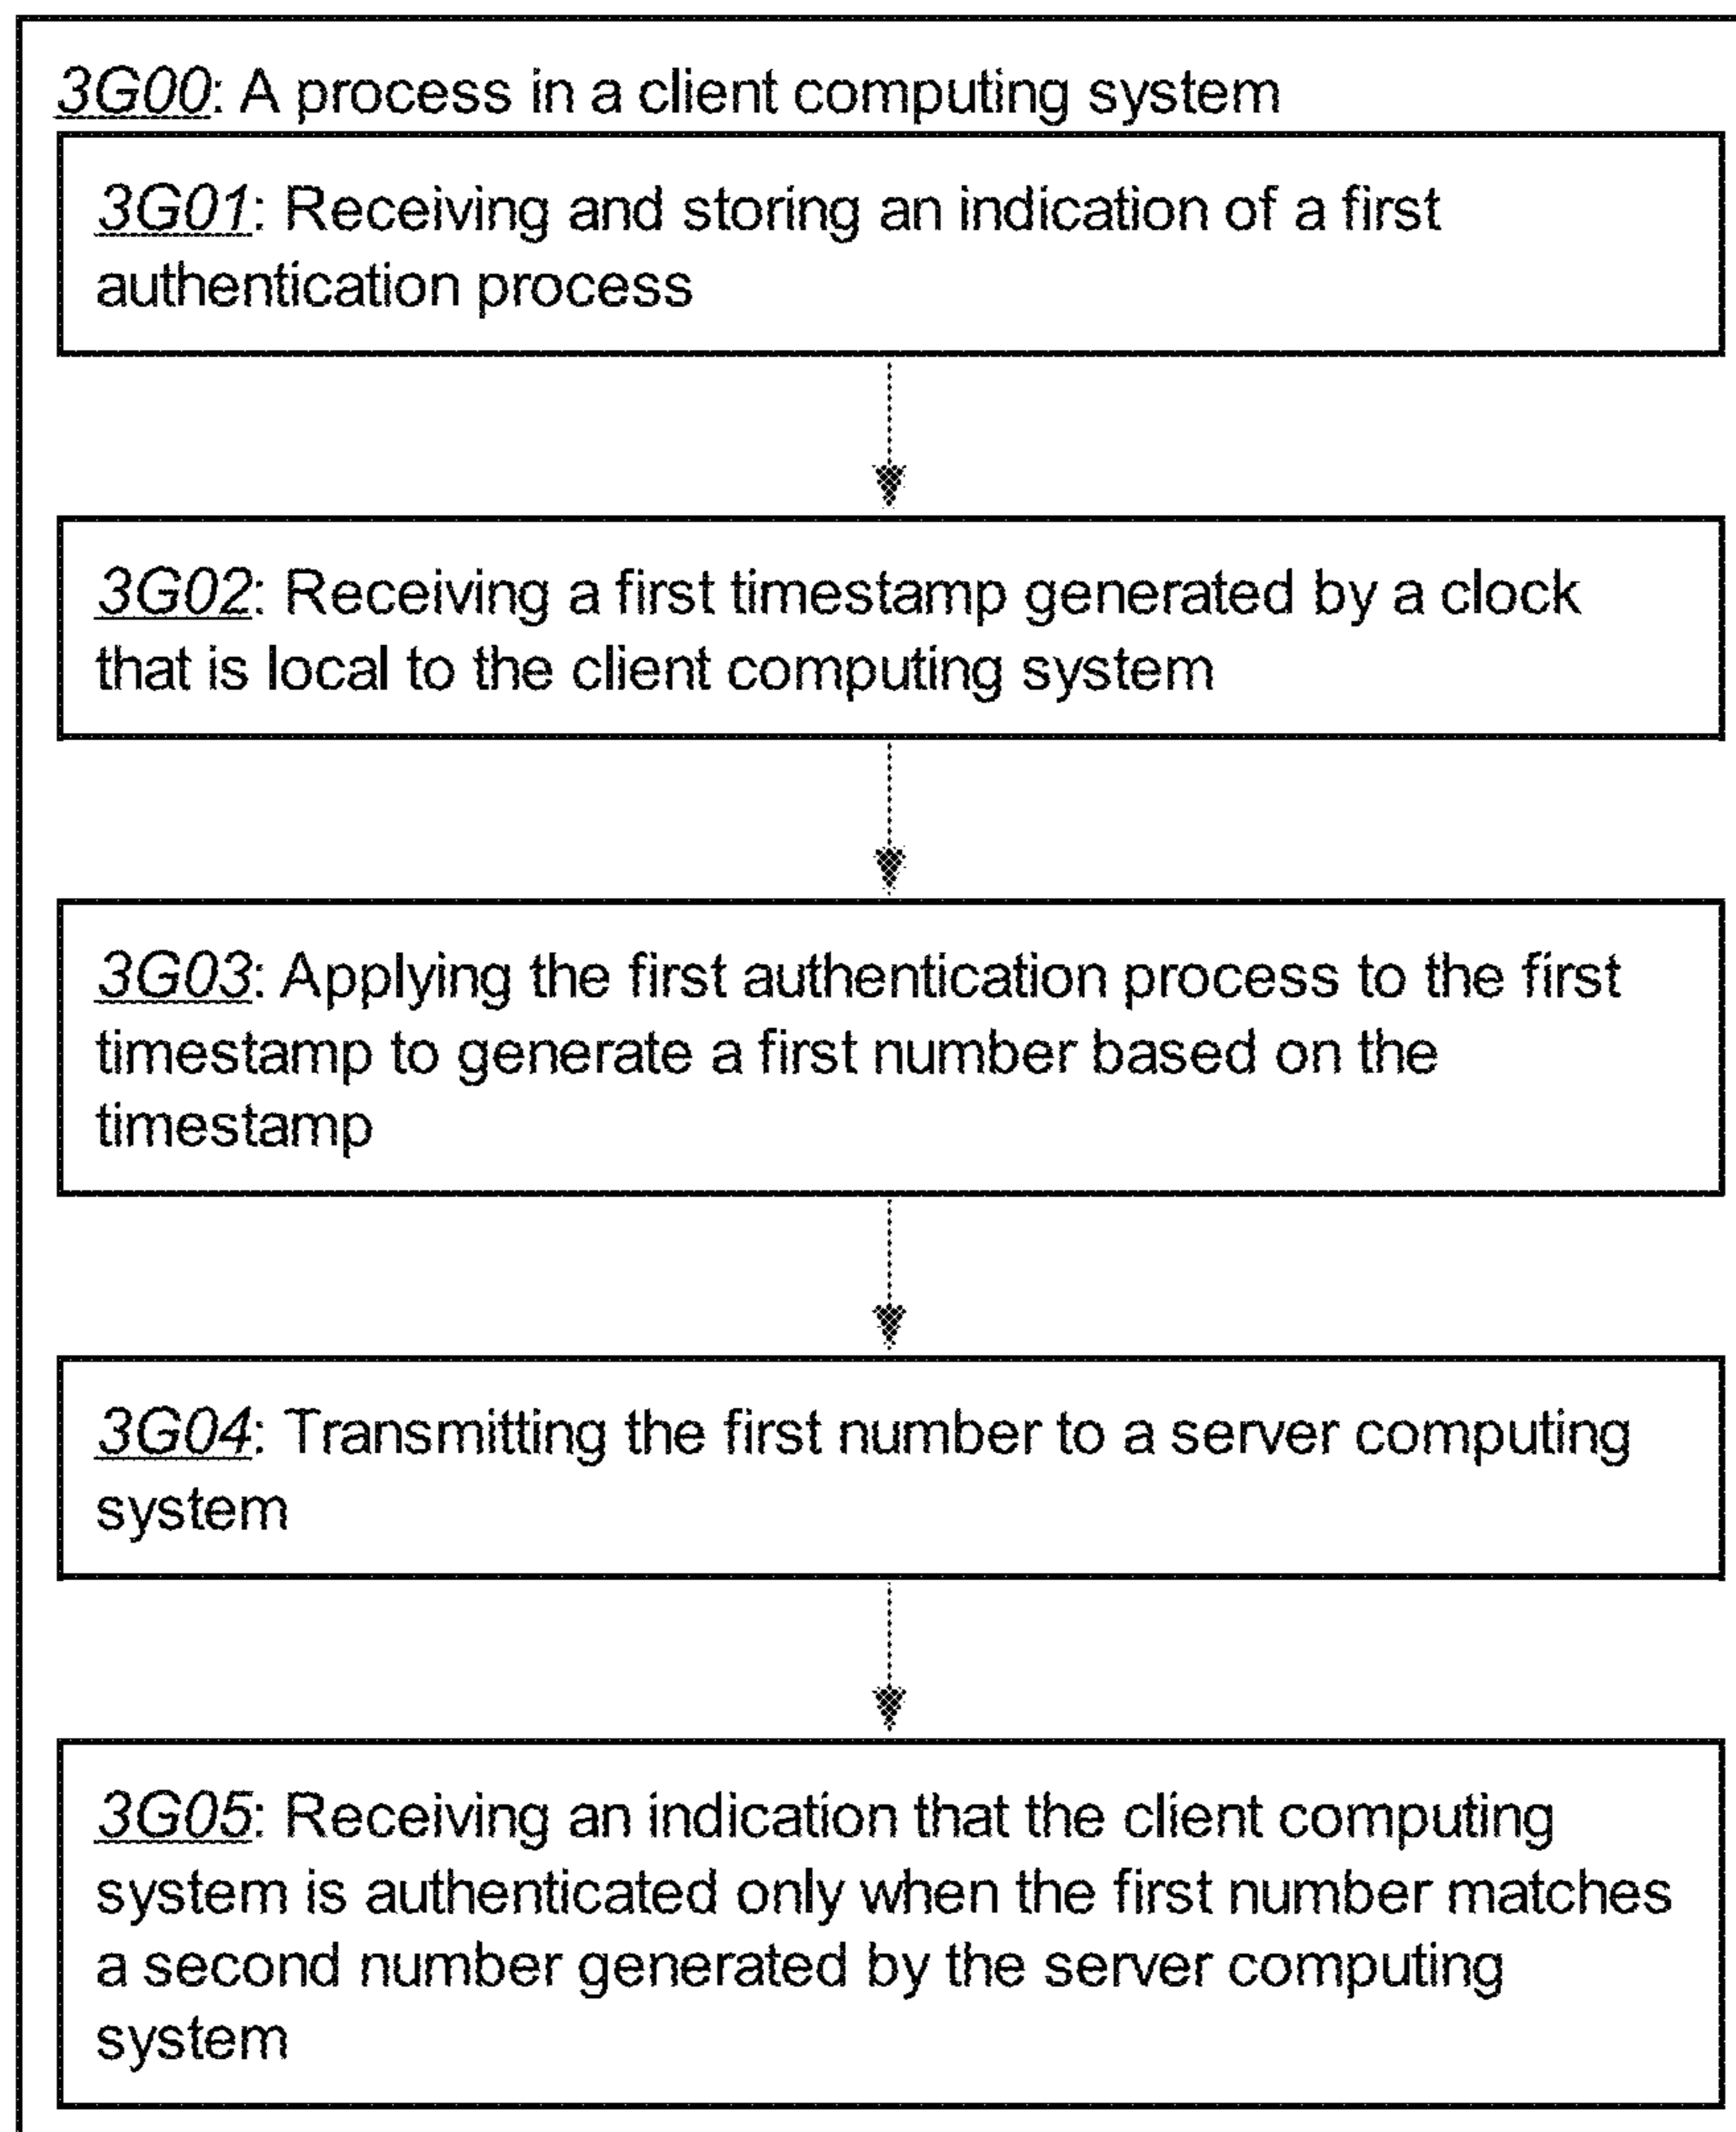 3G00: A process in a client computing system
3G01: Receiving and storing an indication of a first
authentication process
3G02: Receiving a first timestamp generated by a clock
that is local to the client computing system
3G03: Applying the first authentication process to the first
timestamp to generate a first number based on the
timestamp
3G04: Transmitting the first number to a server computing
system
3G05: Receiving an indication that the client computing
system is authenticated only when the first number matches
a second number generated by the server computing
system